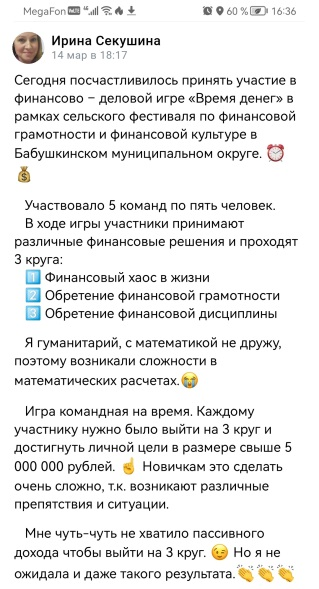 MegaFon 60 % 16:36
Ирина Секушина
14 мар в 18:17
Сегодня посчастливилось принять участие в
финансово – деловой игре «Время денег» в
рамках сельского фестиваля по финансовой
грамотности и финансовой культуре в
Бабушкинском муниципальном округе. ⏰
💰
Участвовало 5 команд по пять человек.
В ходе игры участники принимают
различные финансовые решения и проходят
3 круга:
1️⃣ Финансовый хаос в жизни
2️⃣ Обретение финансовой грамотности
3️⃣ Обретение финансовой дисциплины
Я гуманитарий, с математикой не дружу,
поэтому возникали сложности в
математических расчетах.😭
Игра командная на время. Каждому
участнику нужно было выйти на 3 круг и
достигнуть личной цели в размере свыше 5
000 000 рублей. ☝️ Новичкам это сделать
очень сложно, т.к. возникают различные
препятствия и ситуации.
Мне чуть-чуть не хватило пассивного
дохода чтобы выйти на 3 круг. 😉 Но я не
ожидала и даже такого результата.👏👏👏